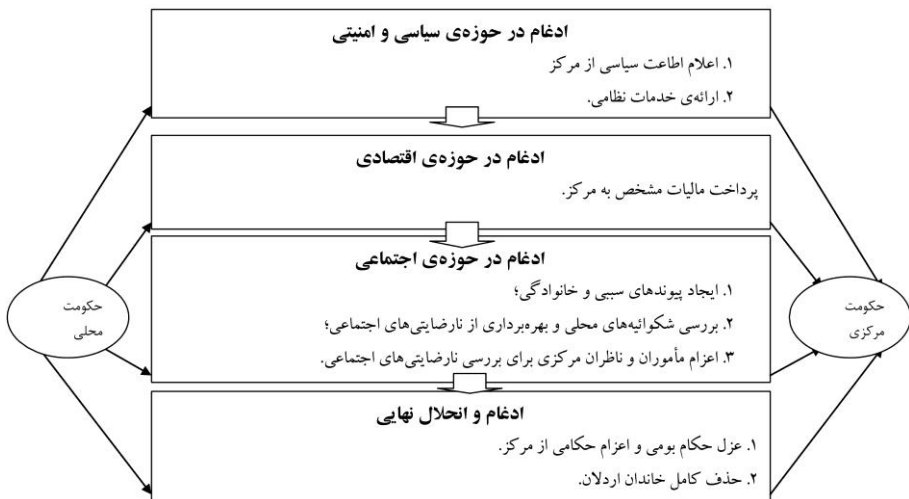 ادغام در حوزه‌ی سیاسی و امنیتی
۱. اعلام اطاعت سیاسی از مرکز
۲. ارائه‌ی خدمات نظامی.
ادغام در حوزه‌ی اقتصادی
پرداخت مالیات مشخص به مرکز.
ادغام در حوزه‌ی اجتماعی
۱. ایجاد پیوندهای سببی و خانوادگی؛
۲. بررسی شکوائیه‌های محلی و بهره‌برداری از نارضایتی‌های اجتماعی؛
۳. اعزام مأموران و ناظران مرکزی برای بررسی نارضایتی‌های اجتماعی.
ادغام و انحلال نهایی
۱. عزل حکام بومی و اعزام حکامی از مرکز.
۲. حذف کامل خاندان اردلان.
حکومت
مرکزی
حکومت
محلی